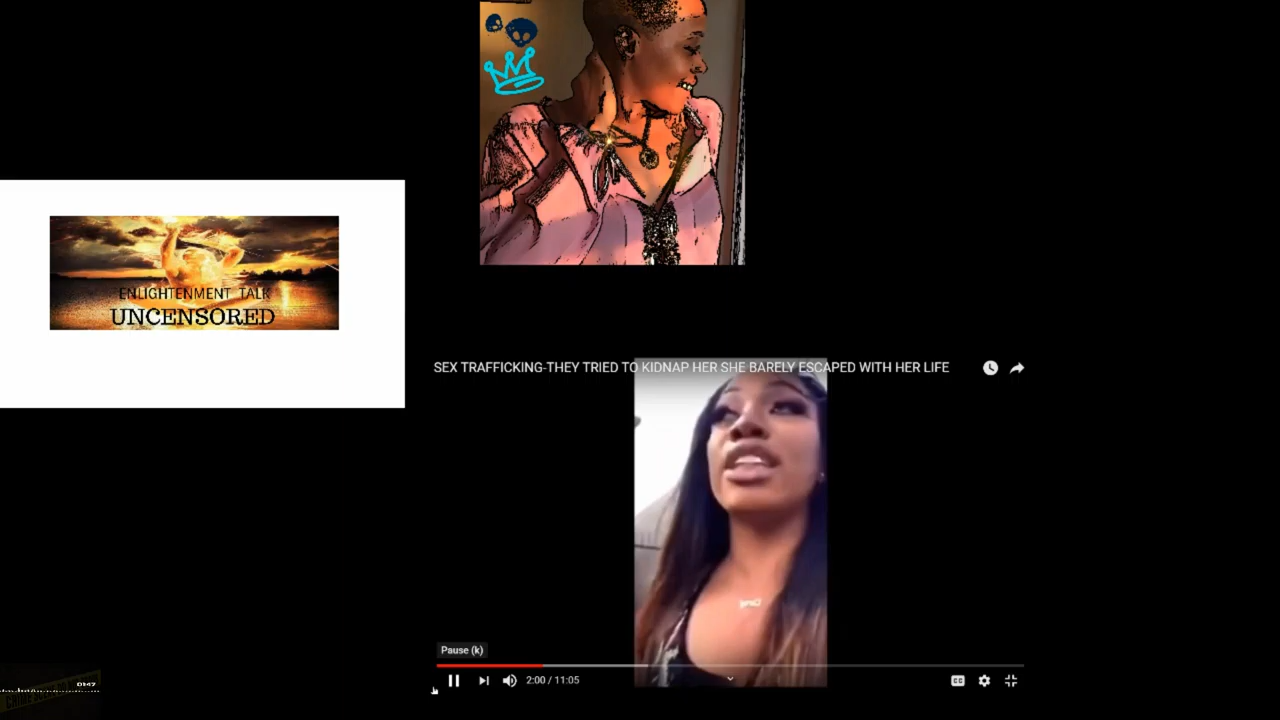 ENLIGHTENMENT TALK
UNCENSORED
SEX TRAFFICKING-THEY TRIED TO KIDNAP HER SHE BARELY ESCAPED WITH HER LIFE
Pause (k)
2:00 / 11:05
CC